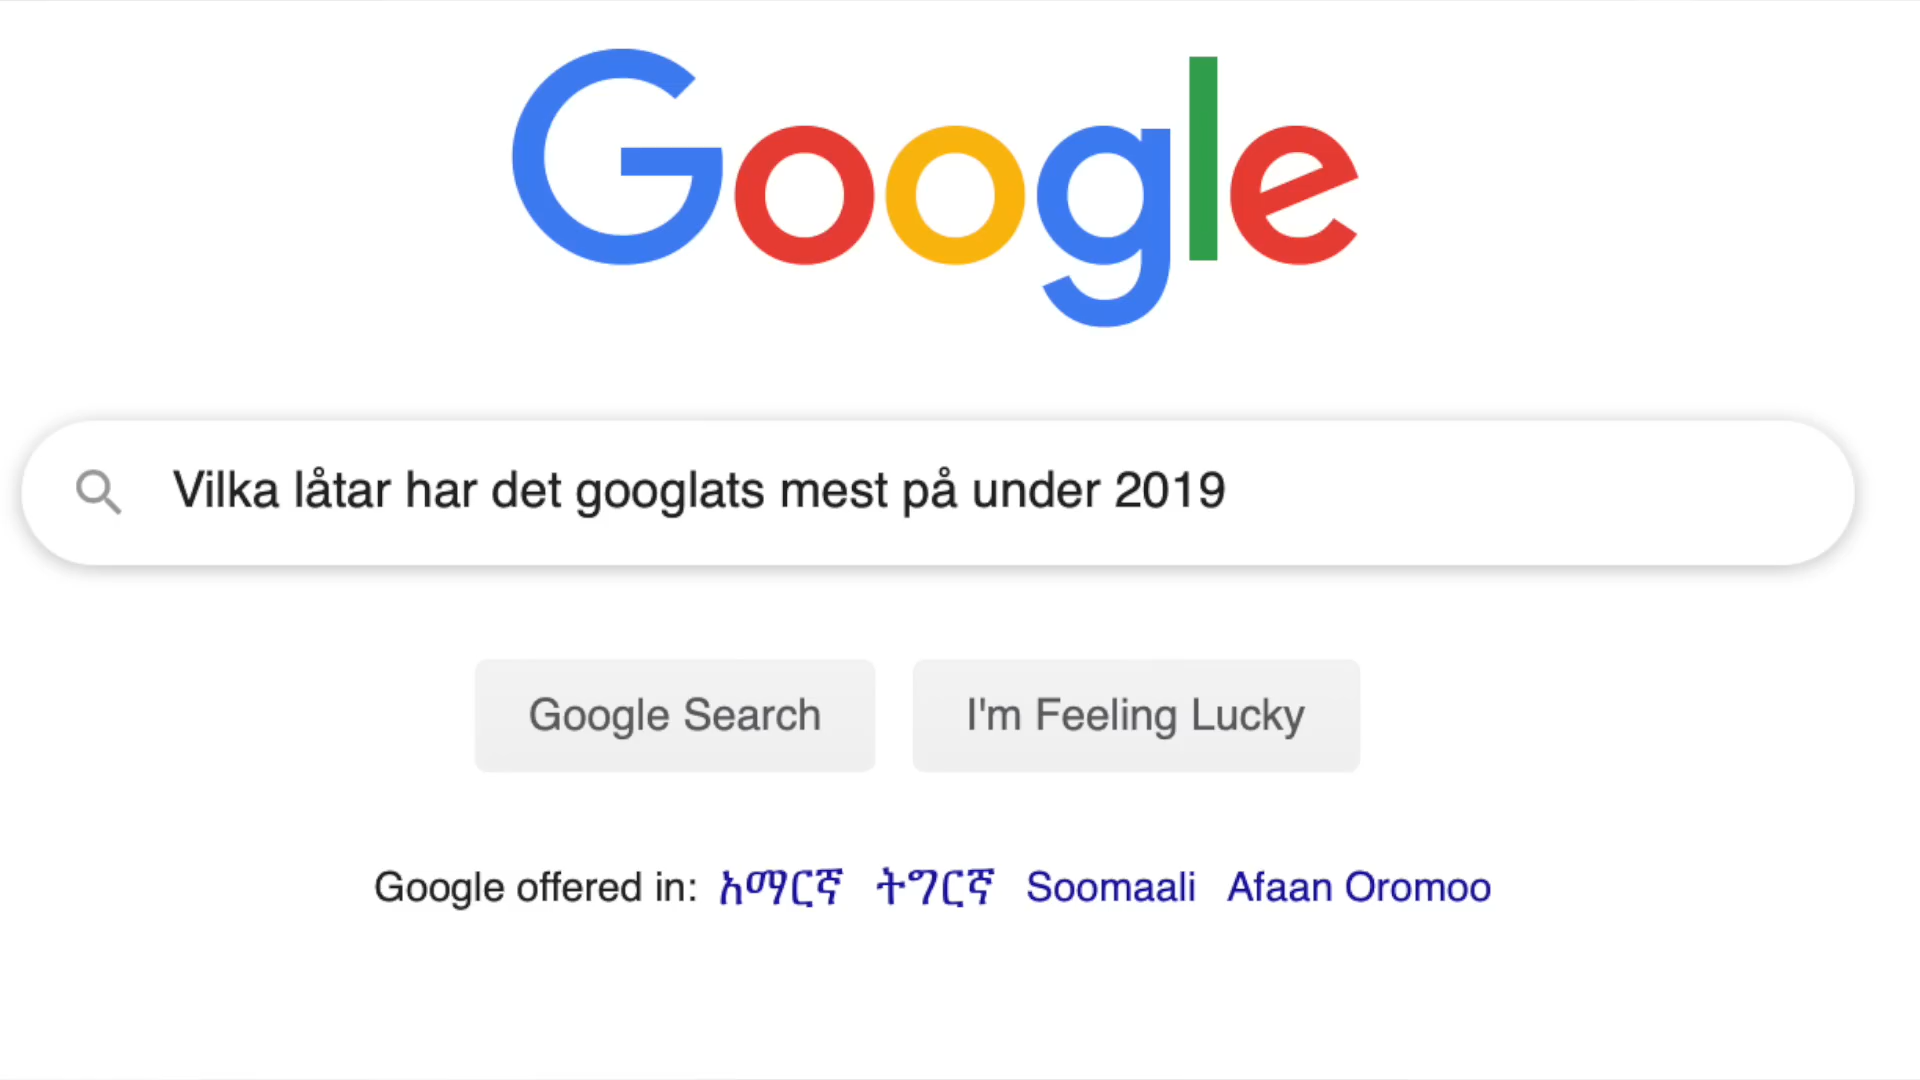 Google
Vilka låtar har det googlats mest på under 2019
Google Search I'm Feeling Lucky
Google offered in: አማርኛ ትግርኛ Soomaali Afaan Oromoo